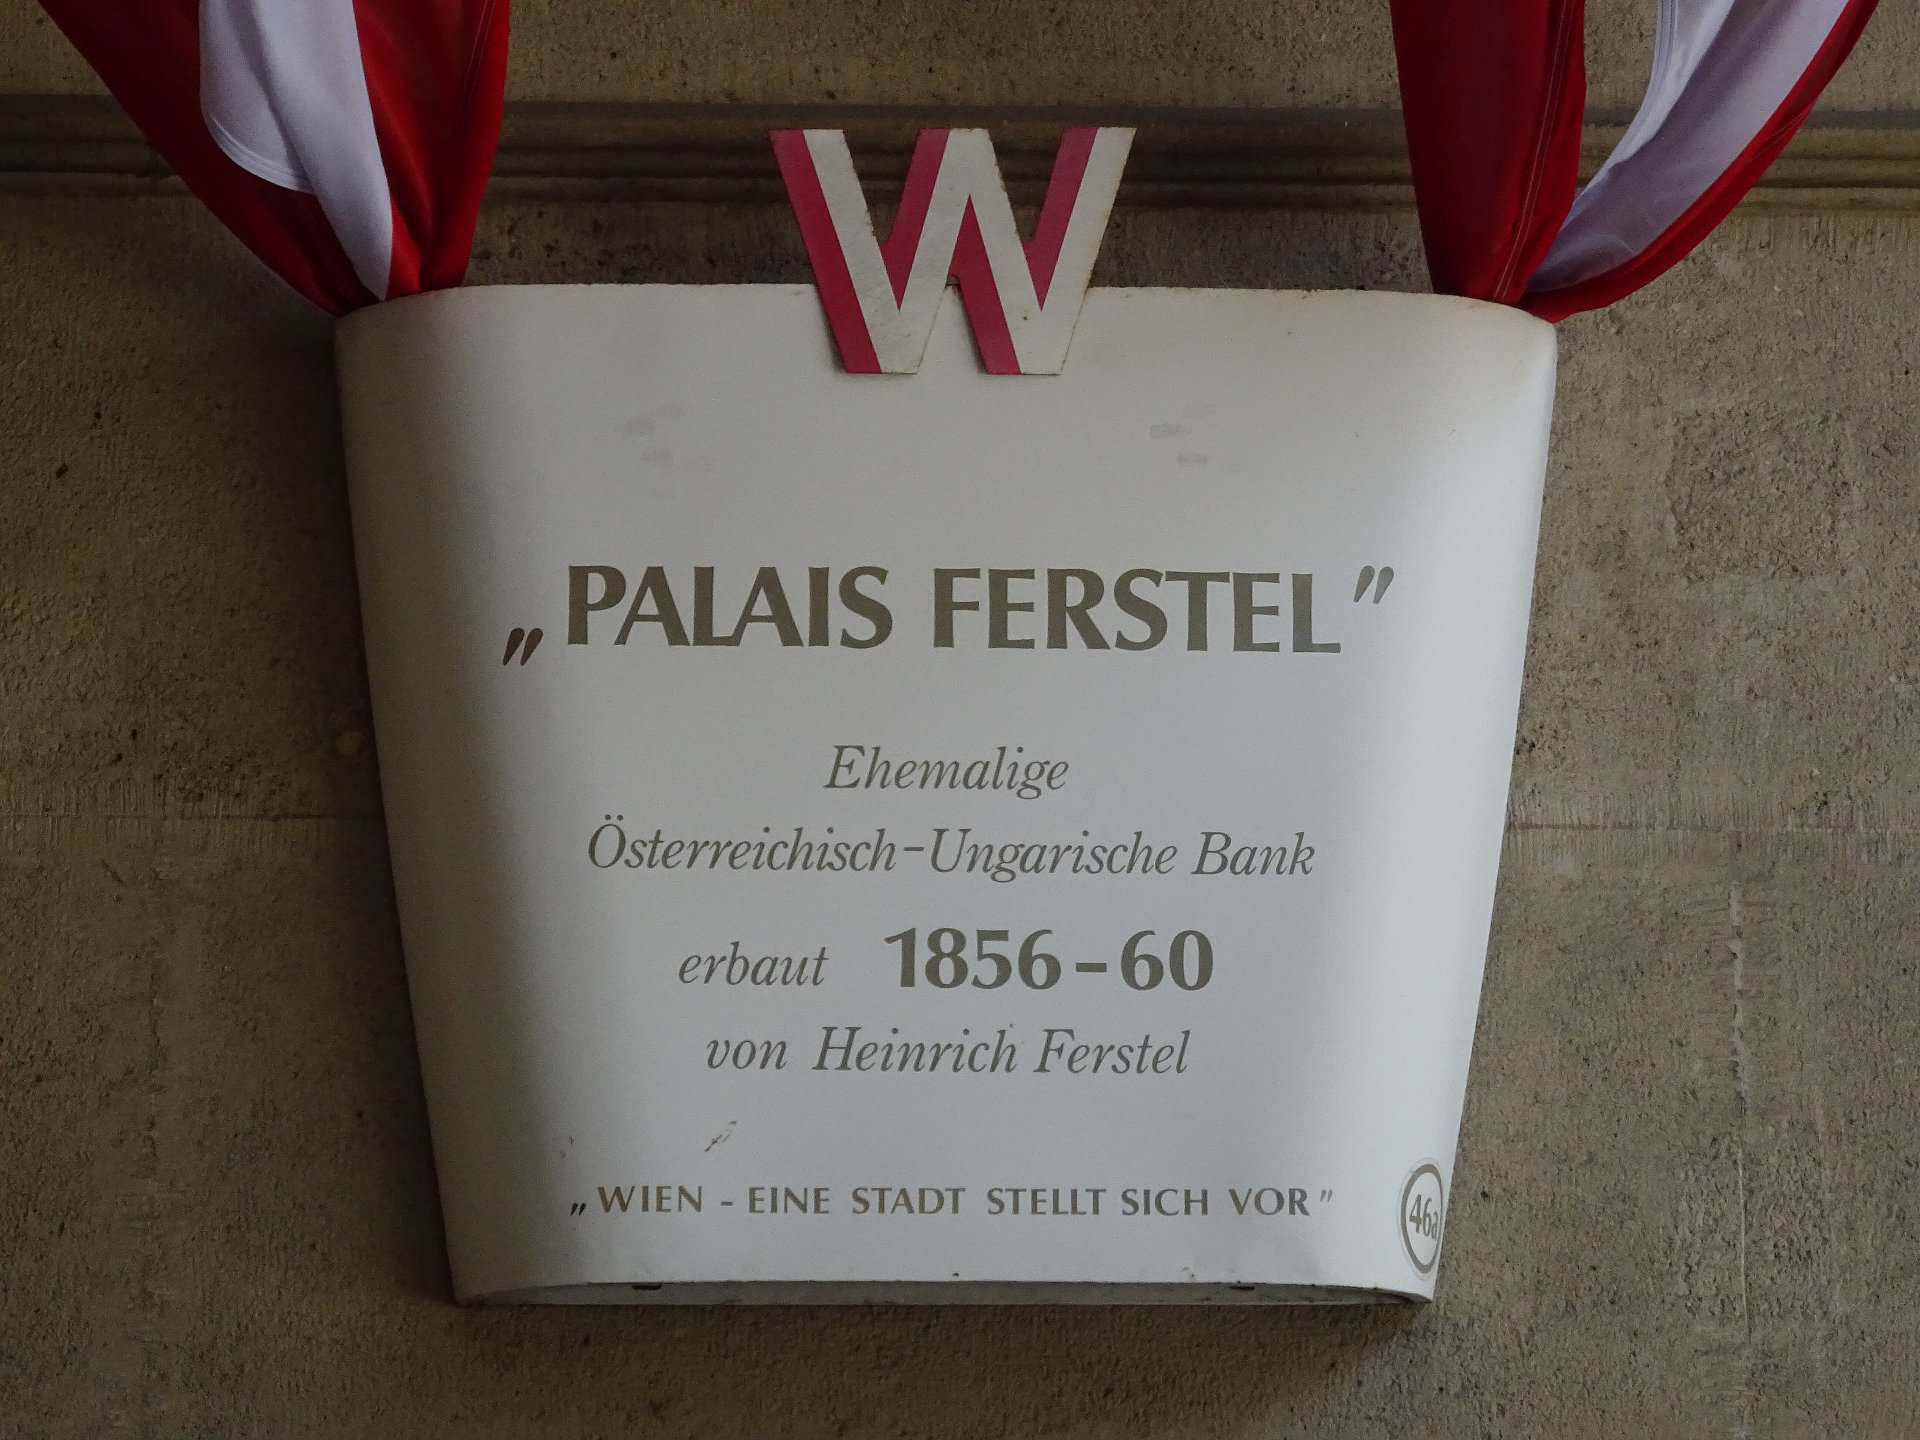 W
„PALAIS FERSTEL”
Ehemalige
Österreichisch-Ungarische Bank
erbaut 1856-60
von Heinrich Ferstel
„WIEN - EINE STADT STELLT SICH VOR”
46a